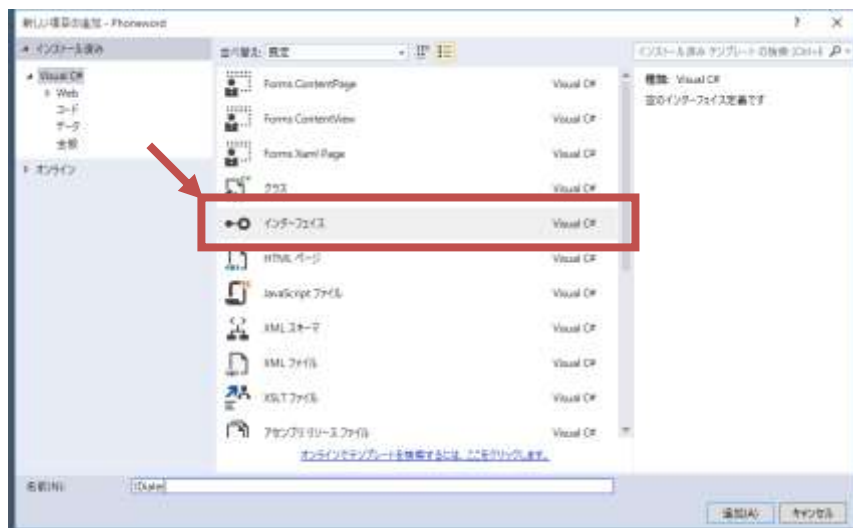 新しい項目の追加 - Phoneword
? ×
インストール済み
並べ替え: 既定
インストール済み テンプレート の検索 (Ctrl+E)
Visual C#
Web
コード
データ
全般
オンライン
Forms ContentPage Visual C#
Forms ContentView Visual C#
Forms Xaml Page Visual C#
クラス Visual C#
インターフェイス Visual C#
HTML ページ Visual C#
JavaScript ファイル Visual C#
XML スキーマ Visual C#
XML ファイル Visual C#
XSLT ファイル Visual C#
アセンブリ リソース ファイル Visual C#
種類: Visual C#
空のインターフェイス定義です
オンラインでテンプレートを検索するには、ここをクリックします。
名前(N): IDialer
追加(A) キャンセル